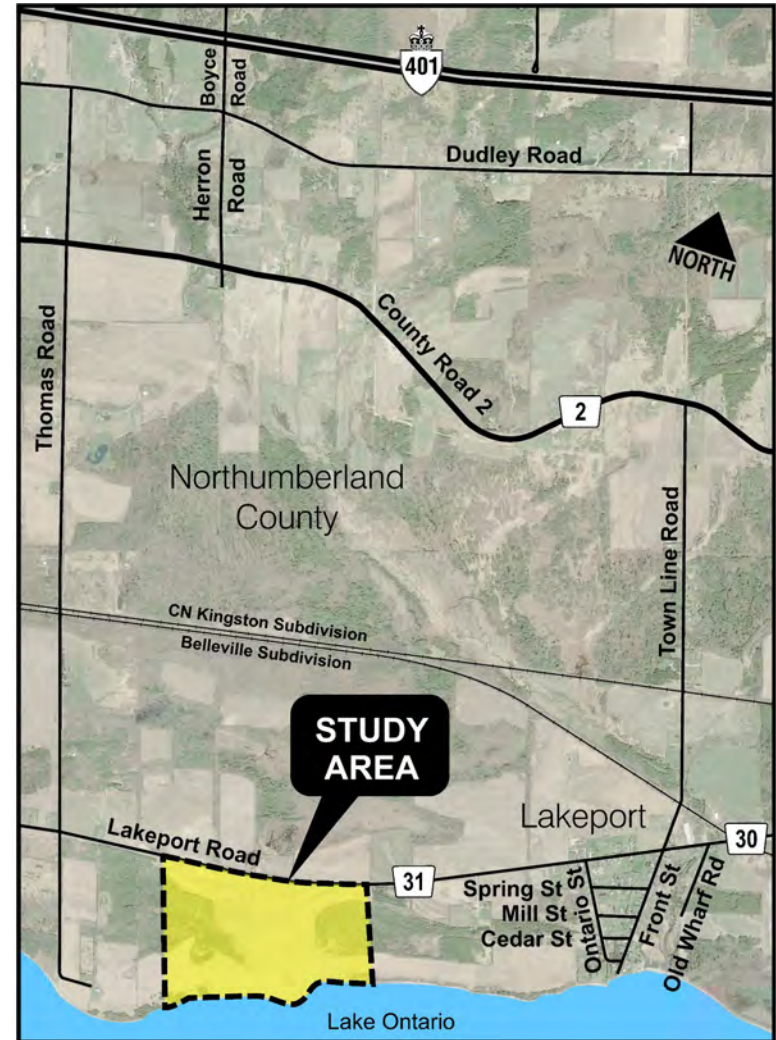 401
Boyce
Road
Dudley Road
Herron
Road
NORTH
County Road 2
2
Thomas Road
Northumberland
County
Town Line Road
CN Kingston Subdivision
Belleville Subdivision
STUDY
AREA
Lakeport
Lakeport Road
30
31
Spring St
Mill St
Cedar St
Ontario St
Front St
Old Wharf Rd
Lake Ontario